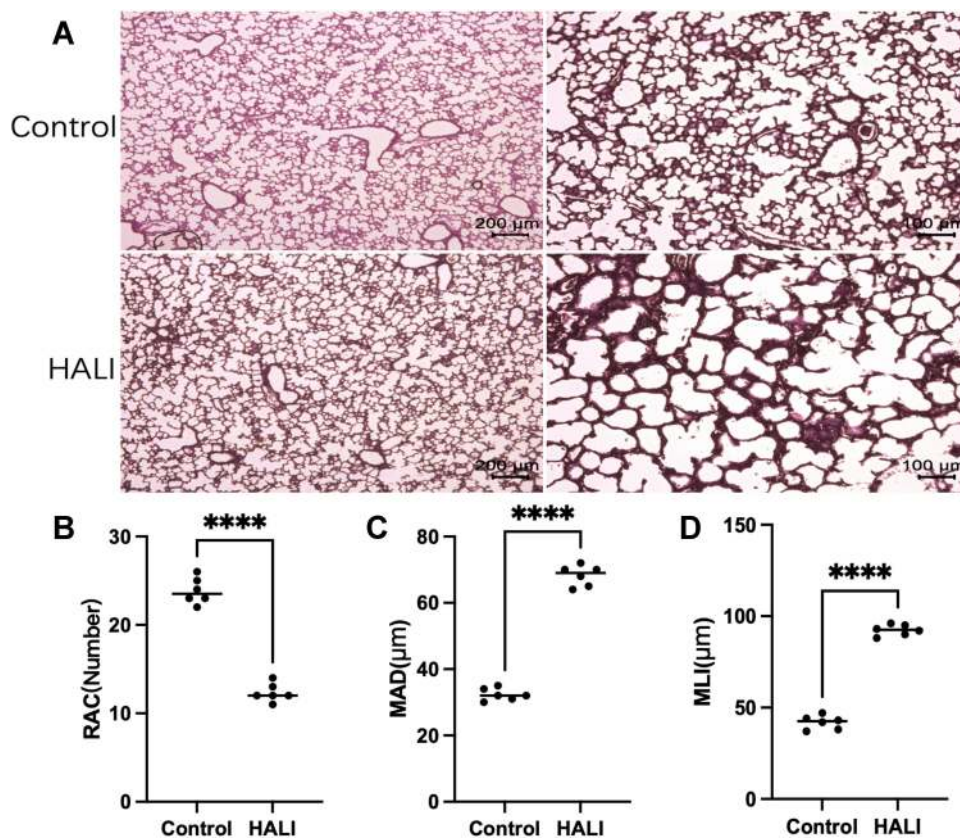 A
Control
200 μm
100 μm
HALI
200 μm
100 μm
B
****
RAC(Number)
30
20
10
0
Control HALI
C
****
MAD(μm)
80
60
40
20
0
Control HALI
D
****
MLI(μm)
150
100
50
0
Control HALI